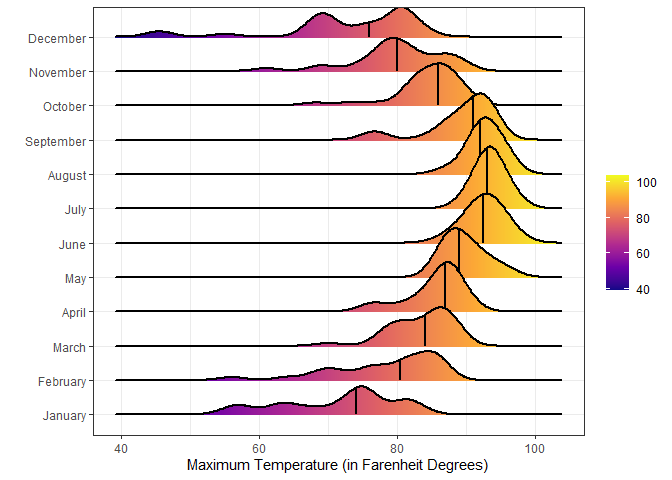 December
November
October
September
August
July
June
May
April
March
February
January
40 60 80 100
Maximum Temperature (in Farenheit Degrees)
100
80
60
40